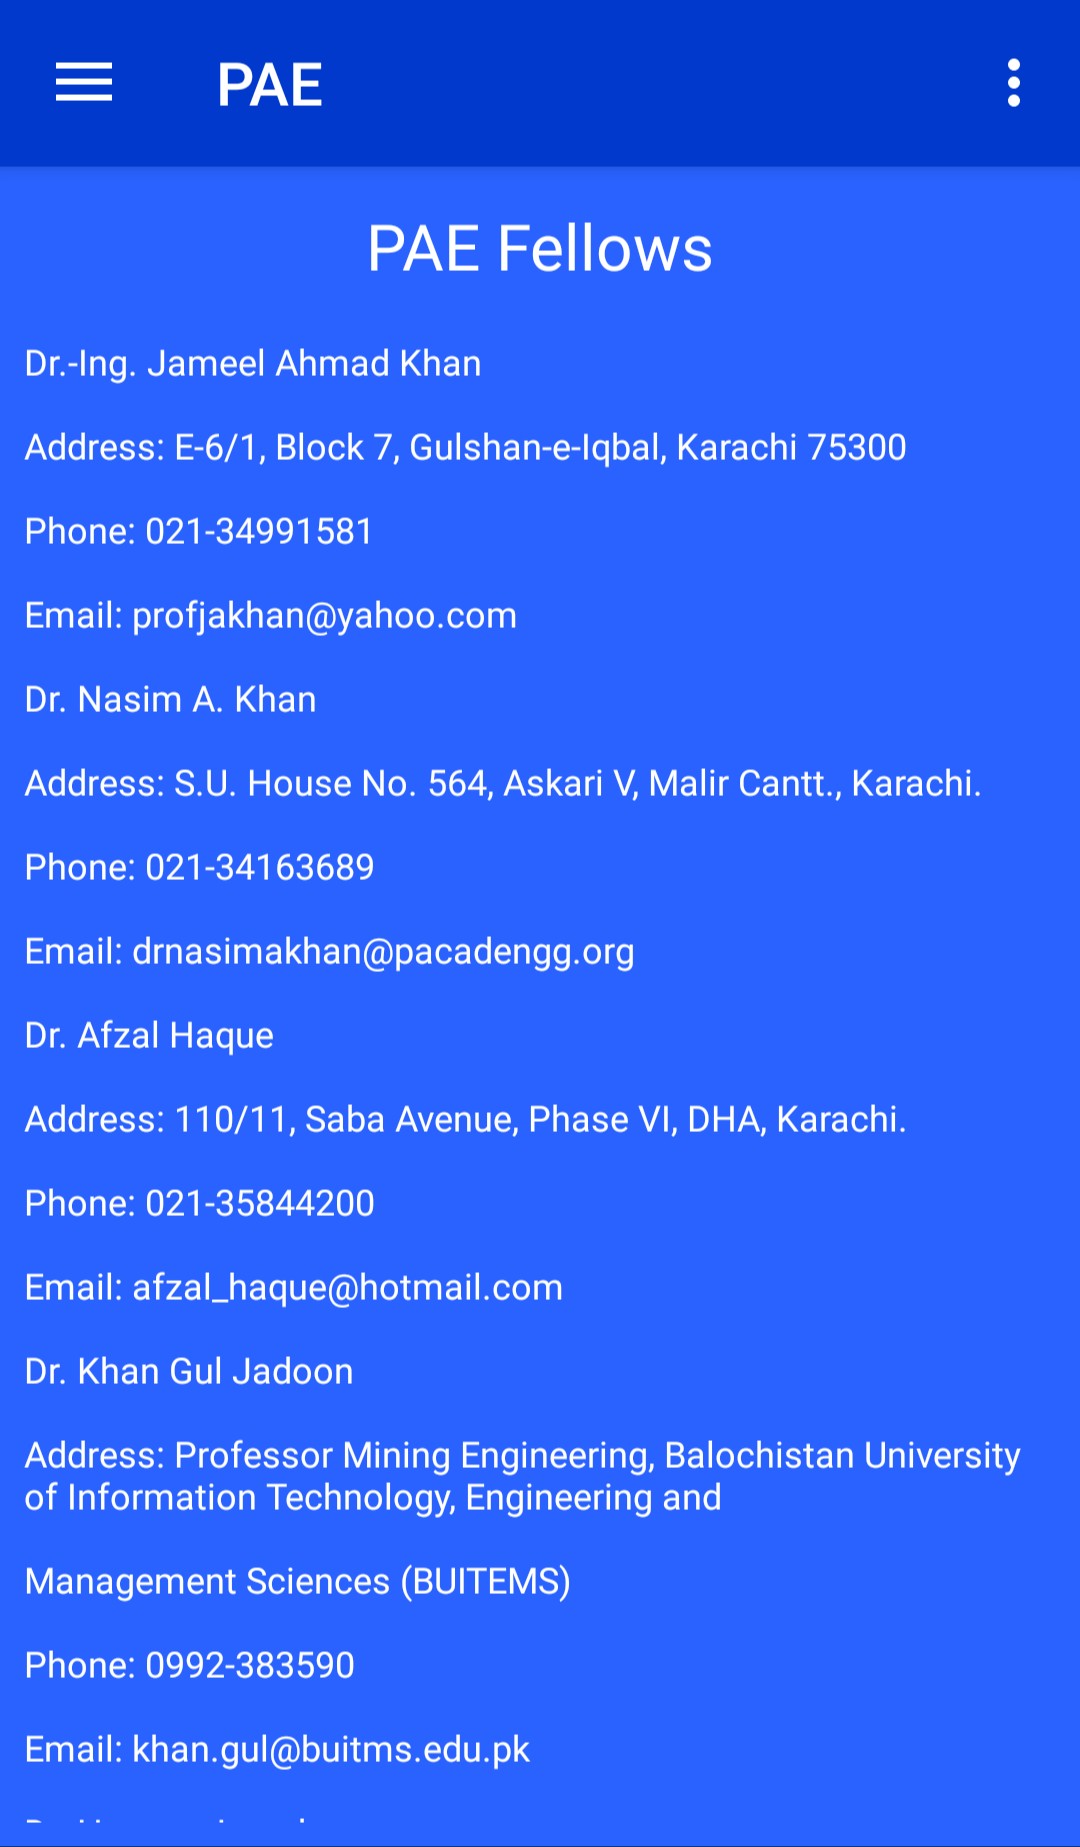 PAE
PAE Fellows
Dr.-Ing. Jameel Ahmad Khan
Address: E-6/1, Block 7, Gulshan-e-Iqbal, Karachi 75300
Phone: 021-34991581
Email: profjakhan@yahoo.com
Dr. Nasim A. Khan
Address: S.U. House No. 564, Askari V, Malir Cantt., Karachi.
Phone: 021-34163689
Email: drnasimakhan@pacadengg.org
Dr. Afzal Haque
Address: 110/11, Saba Avenue, Phase VI, DHA, Karachi.
Phone: 021-35844200
Email: afzal_haque@hotmail.com
Dr. Khan Gul Jadoon
Address: Professor Mining Engineering, Balochistan University
of Information Technology, Engineering and
Management Sciences (BUITEMS)
Phone: 0992-383590
Email: khan.gul@buitms.edu.pk